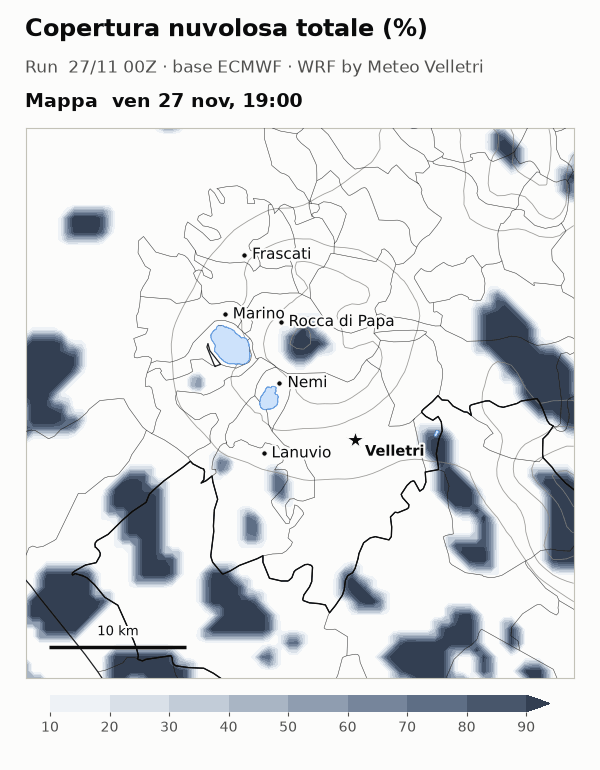 Copertura nuvolosa totale (%)
Run  27/11 00Z · base ECMWF · WRF by Meteo Velletri
Mappa  ven 27 nov, 19:00
Frascati
Marino
Rocca di Papa
Nemi
Velletri
Lanuvio
10 km
10 20 30 40 50 60 70 80 90